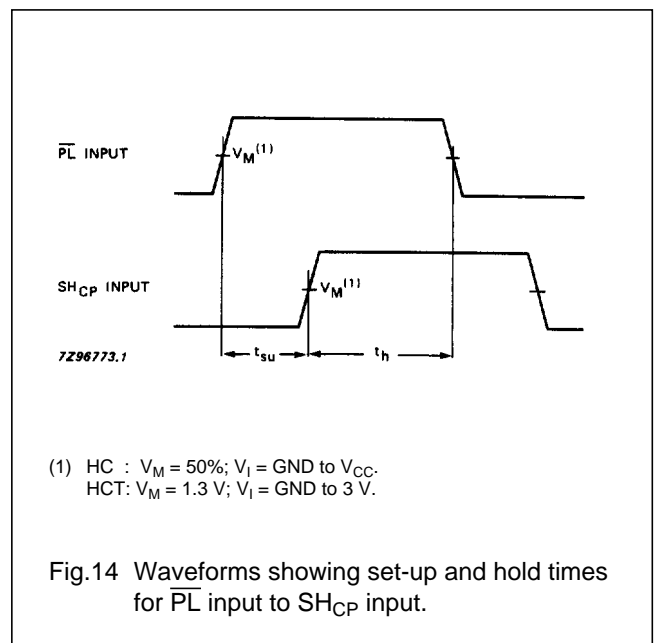 PL INPUT
VM(1)
SHCP INPUT
VM(1)
7Z96773.1
tsu
th
(1) HC : VM = 50%; VI = GND to VCC.
HCT: VM = 1.3 V; VI = GND to 3 V.
Fig.14 Waveforms showing set-up and hold times
for PL input to SHCP input.